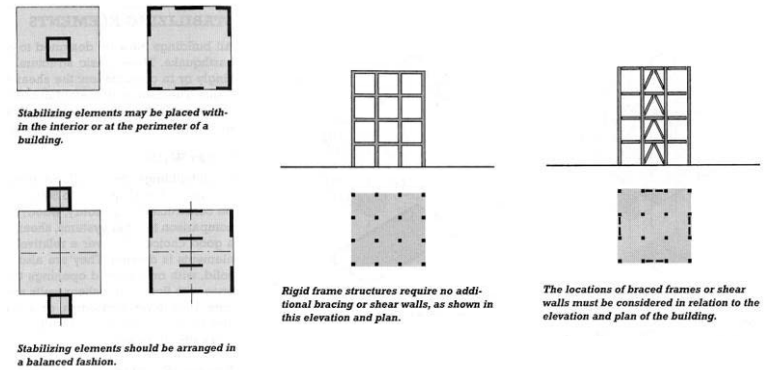 STABILIZING ELEMENTS
Stabilizing elements may be placed with-
in the interior or at the perimeter of a
building.
Stabilizing elements should be arranged in
a balanced fashion.
Rigid frame structures require no addi-
tional bracing or shear walls, as shown in
this elevation and plan.
The locations of braced frames or shear
walls must be considered in relation to the
elevation and plan of the building.